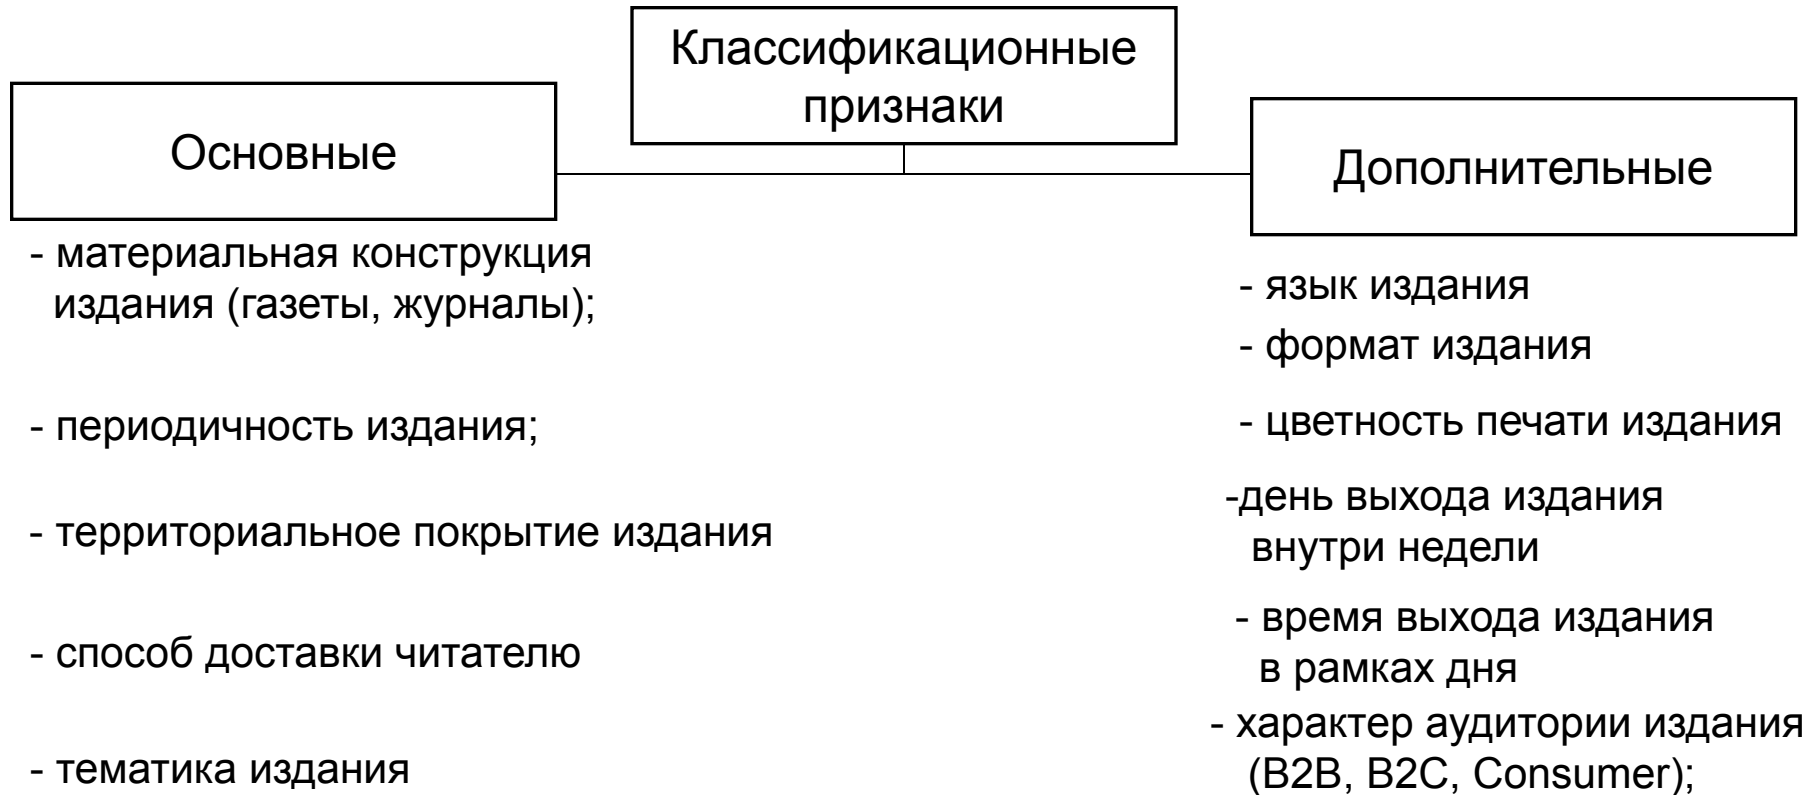 Классификационные
признаки
Основные
- материальная конструкция
издания (газеты, журналы);
- периодичность издания;
- территориальное покрытие издания
- способ доставки читателю
- тематика издания
Дополнительные
- язык издания
- формат издания
- цветность печати издания
-день выхода издания
внутри недели
- время выхода издания
в рамках дня
- характер аудитории издания
(B2B, B2C, Consumer);